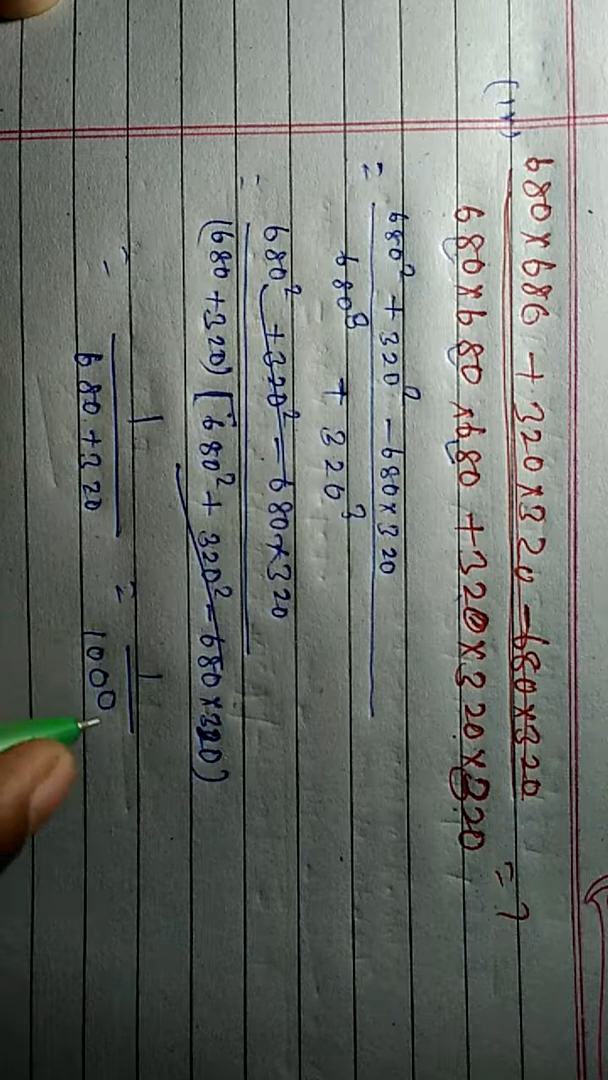 (iv) 680×680 + 320×320 - 680×320
680×680×680 + 320×320×320 = ?
= 680² + 320² - 680×320
680³ + 320³
= 680² + 320² - 680×320
(680 + 320) (680² + 320² - 680×320)
= 1 = 1
680 + 320 1000